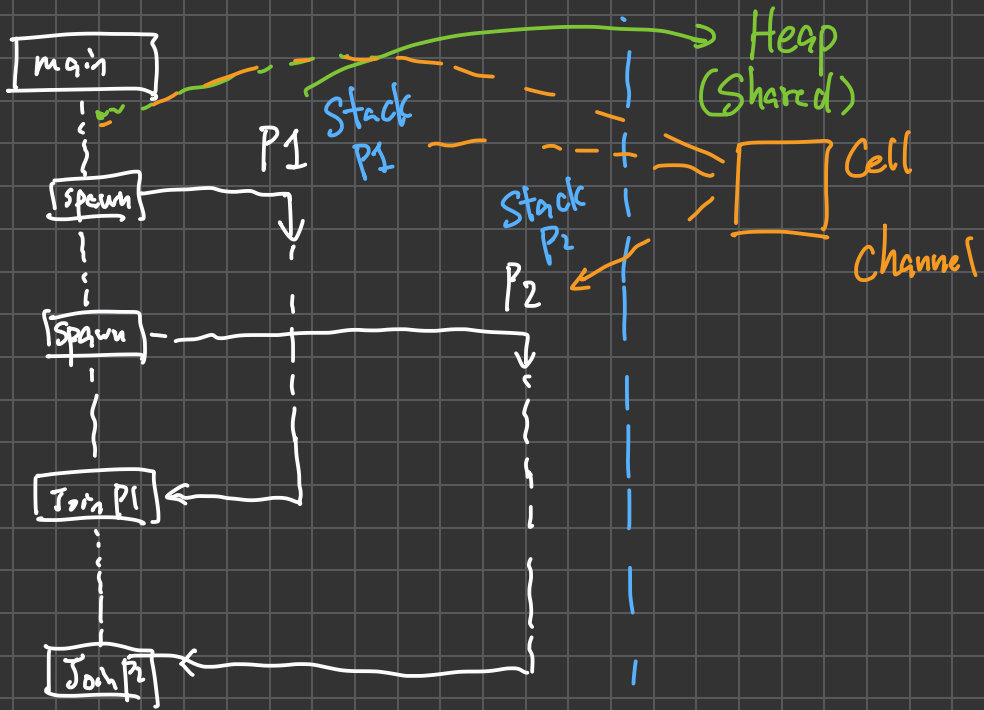 main
Heap
(Shared)
Stack
P1
P1
Cell
spawn
Stack
P2
Channel
P2
Spawn
Join P1
Join P2